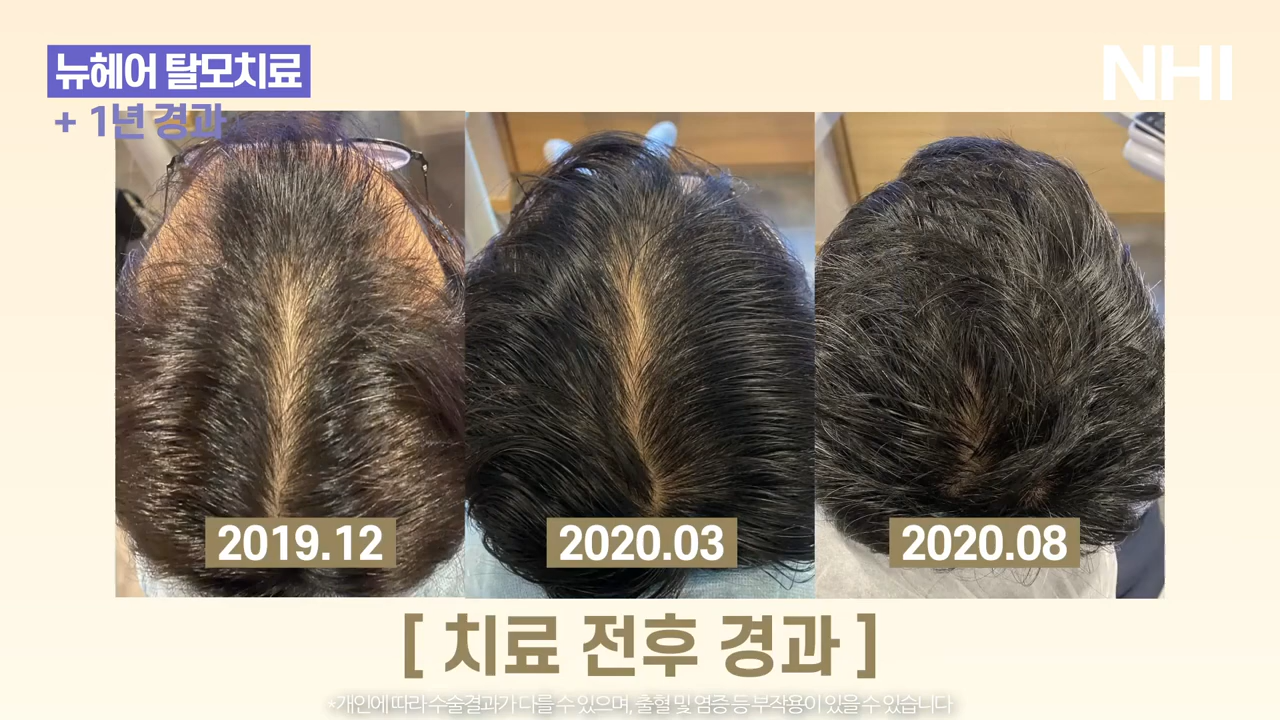 뉴헤어 탈모치료
+ 1년 경과
NHI
2019.12
2020.03
2020.08
[ 치료 전후 경과 ]
*개인에 따라 수술결과가 다를 수 있으며, 출혈 및 염증 등 부작용이 있을 수 있습니다